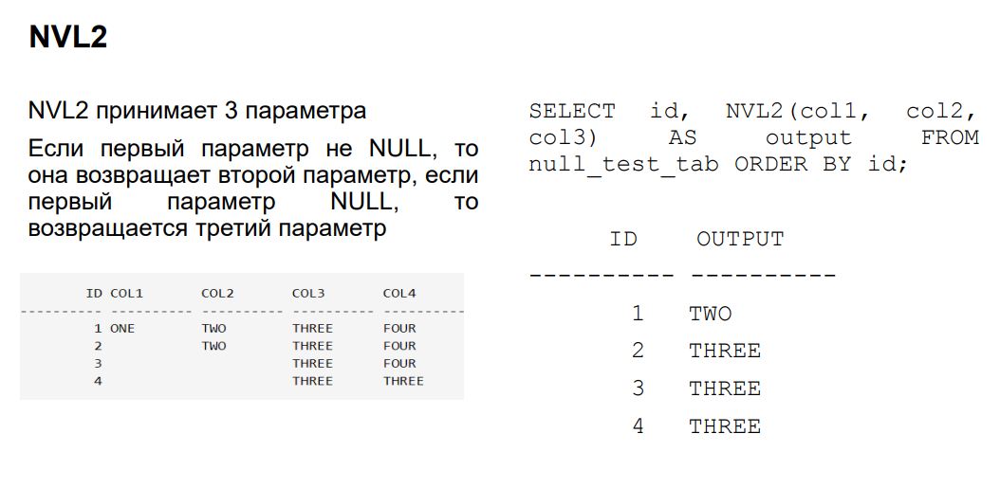 NVL2
NVL2 принимает 3 параметра
Если первый параметр не NULL, то
она возвращает второй параметр, если
первый параметр NULL, то
возвращается третий параметр
ID COL1 COL2 COL3 COL4
---------- ---------- ---------- ---------- ----------
1 ONE TWO THREE FOUR
2 TWO THREE FOUR
3 THREE FOUR
4 THREE THREE
SELECT id, NVL2(col1, col2,
col3) AS output FROM
null_test_tab ORDER BY id;
ID OUTPUT
---------- ----------
1 TWO
2 THREE
3 THREE
4 THREE